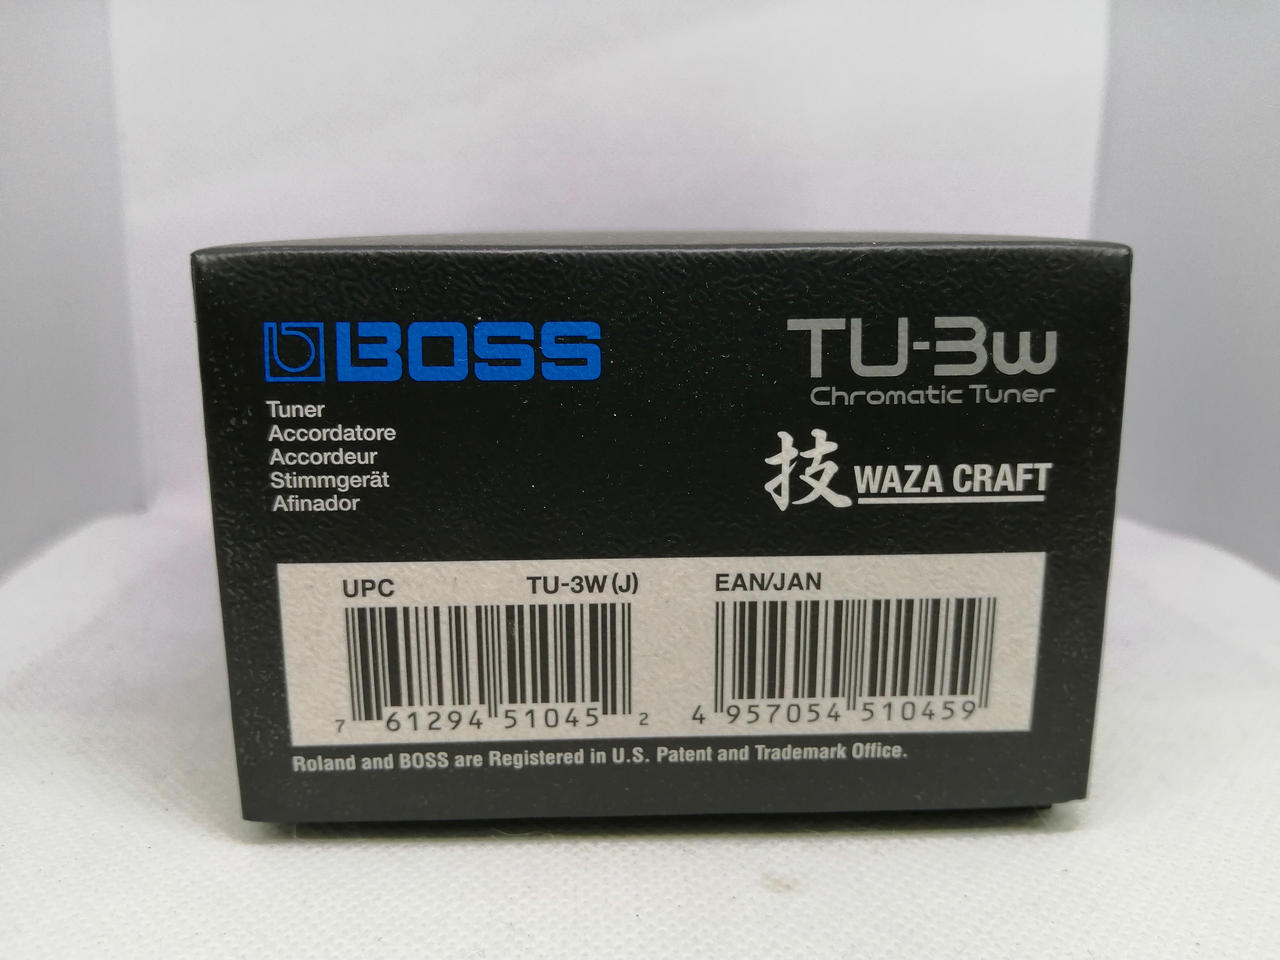 BOSS
Tuner
Accordatore
Accordeur
Stimmgerät
Afinador
TU-3w
Chromatic Tuner
技 WAZA CRAFT
UPC TU-3W (J)
7 61294 51045 2
EAN/JAN
4 957054 510459
Roland and BOSS are Registered in U.S. Patent and Trademark Office.